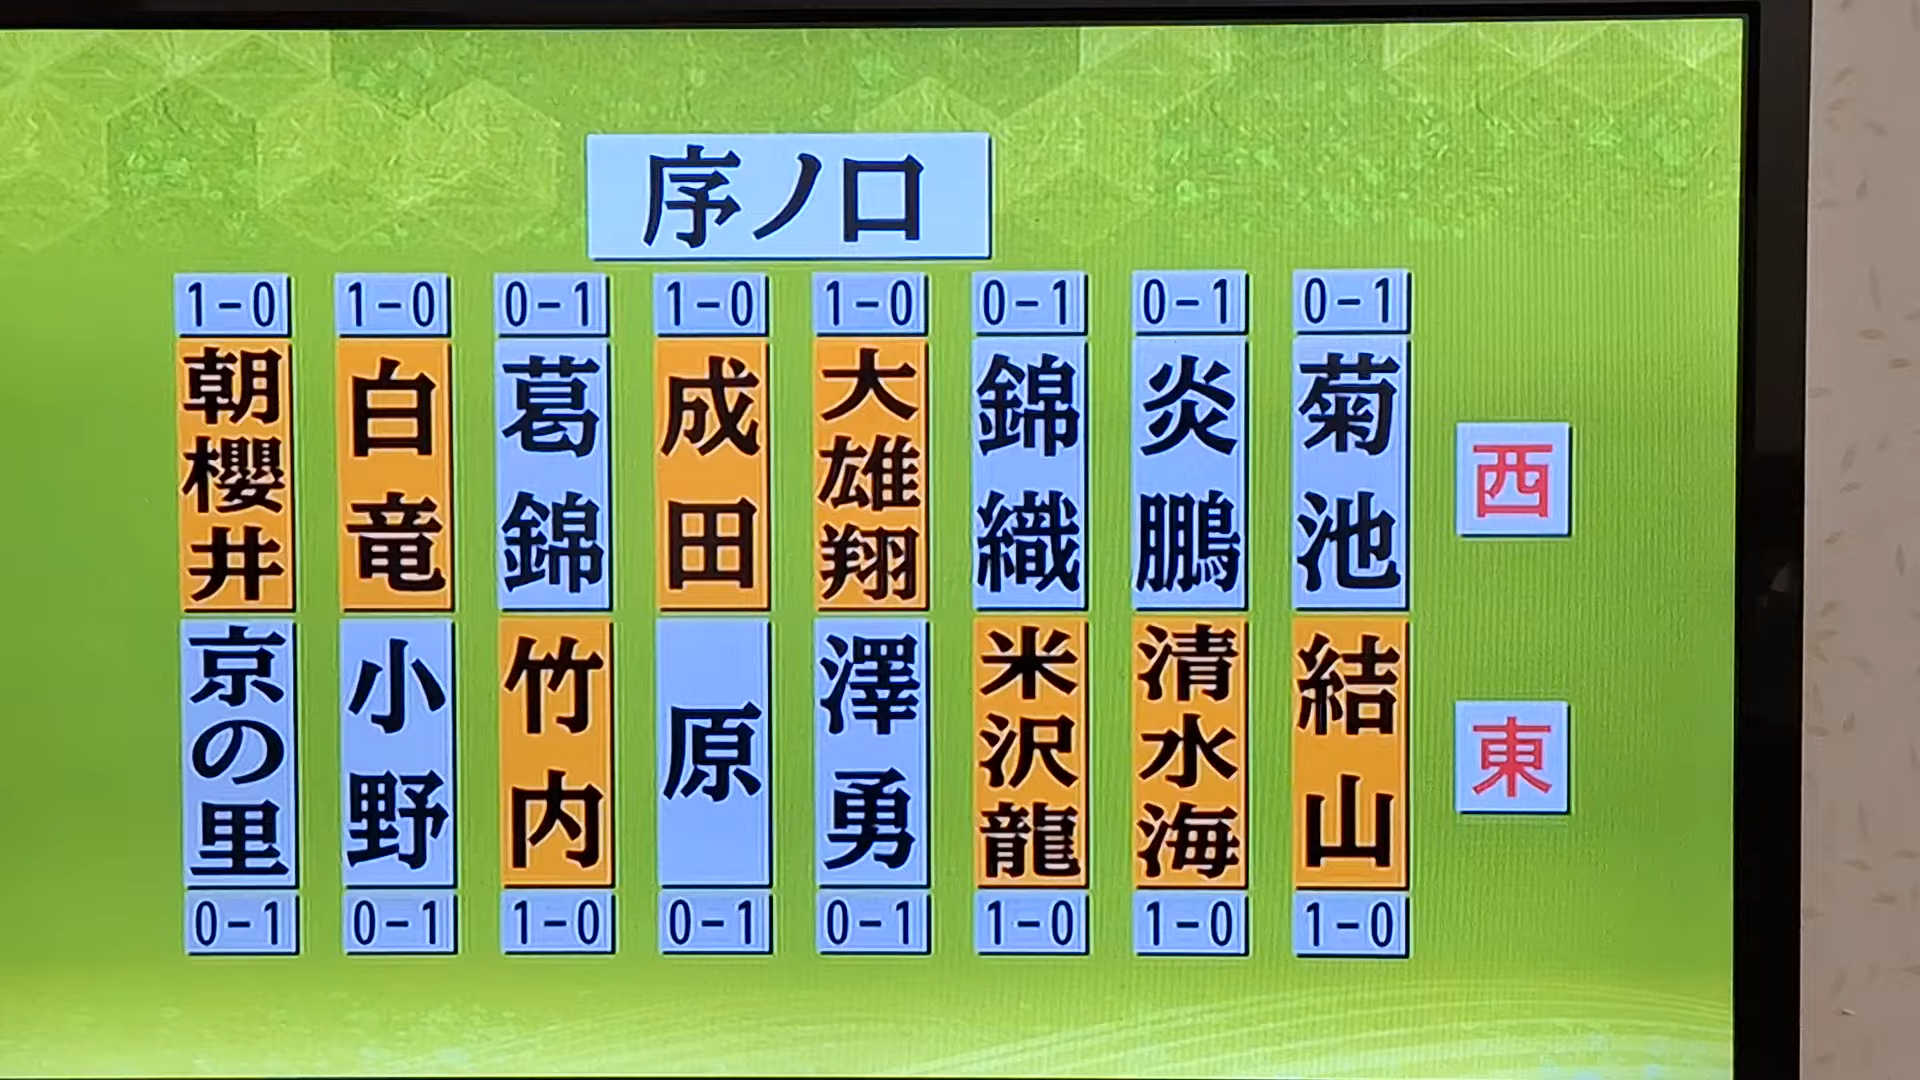 序ノ口
西
東
0-1
菊池
結山
1-0
0-1
炎鵬
清水海
1-0
0-1
錦織
米沢龍
1-0
1-0
大雄翔
澤勇
0-1
1-0
成田
原
0-1
0-1
葛錦
竹内
1-0
1-0
白竜
小野
0-1
1-0
朝櫻井
京の里
0-1